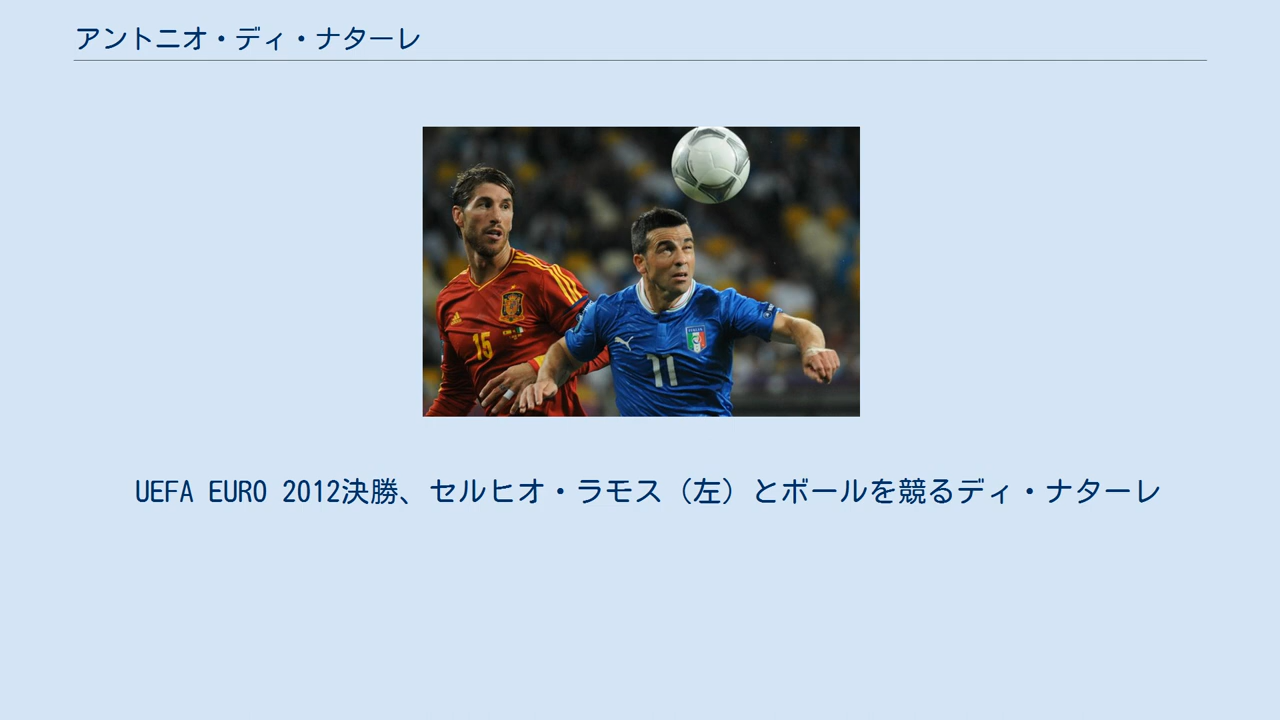 アントニオ・ディ・ナターレ
15
11
UEFA EURO 2012決勝、セルヒオ・ラモス（左）とボールを競るディ・ナターレ